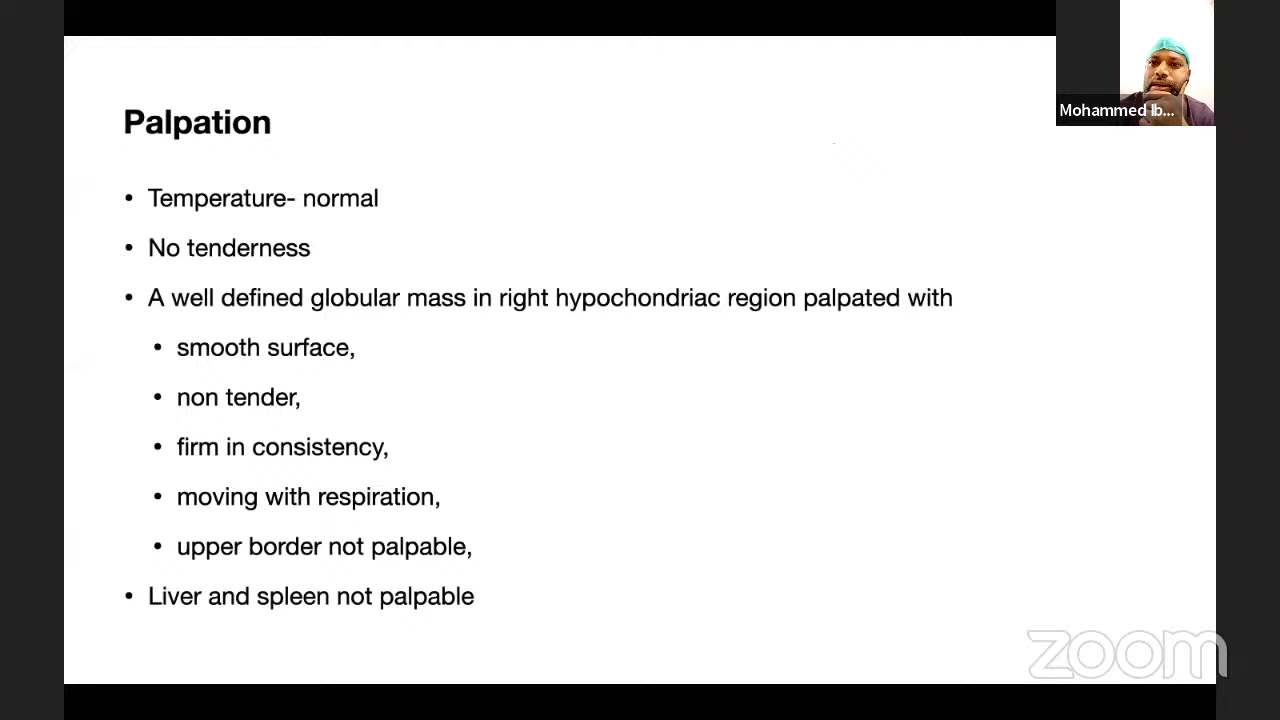 Palpation
• Temperature- normal
• No tenderness
• A well defined globular mass in right hypochondriac region palpated with
• smooth surface,
• non tender,
• firm in consistency,
• moving with respiration,
• upper border not palpable,
• Liver and spleen not palpable
Mohammed Ib...
zoom